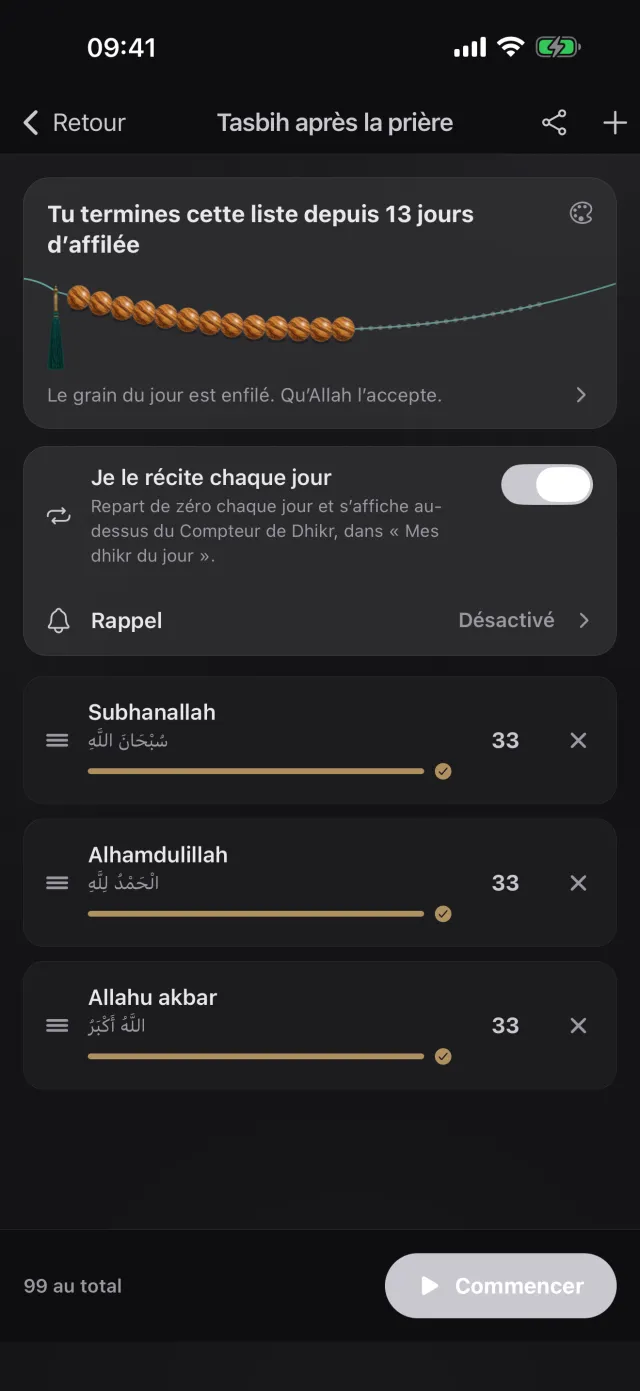 09:41
Retour
Tasbih après la prière
Tu termines cette liste depuis 13 jours
d’affilée
Le grain du jour est enfilé. Qu’Allah l’accepte.
Je le récite chaque jour
Repart de zéro chaque jour et s’affiche au-
dessus du Compteur de Dhikr, dans « Mes
dhikr du jour ».
Rappel
Désactivé
Subhanallah
سُبْحَانَ اللَّهِ
33
Alhamdulillah
الْحَمْدُ لِلَّهِ
33
Allahu akbar
اللَّهُ أَكْبَرُ
33
99 au total
Commencer